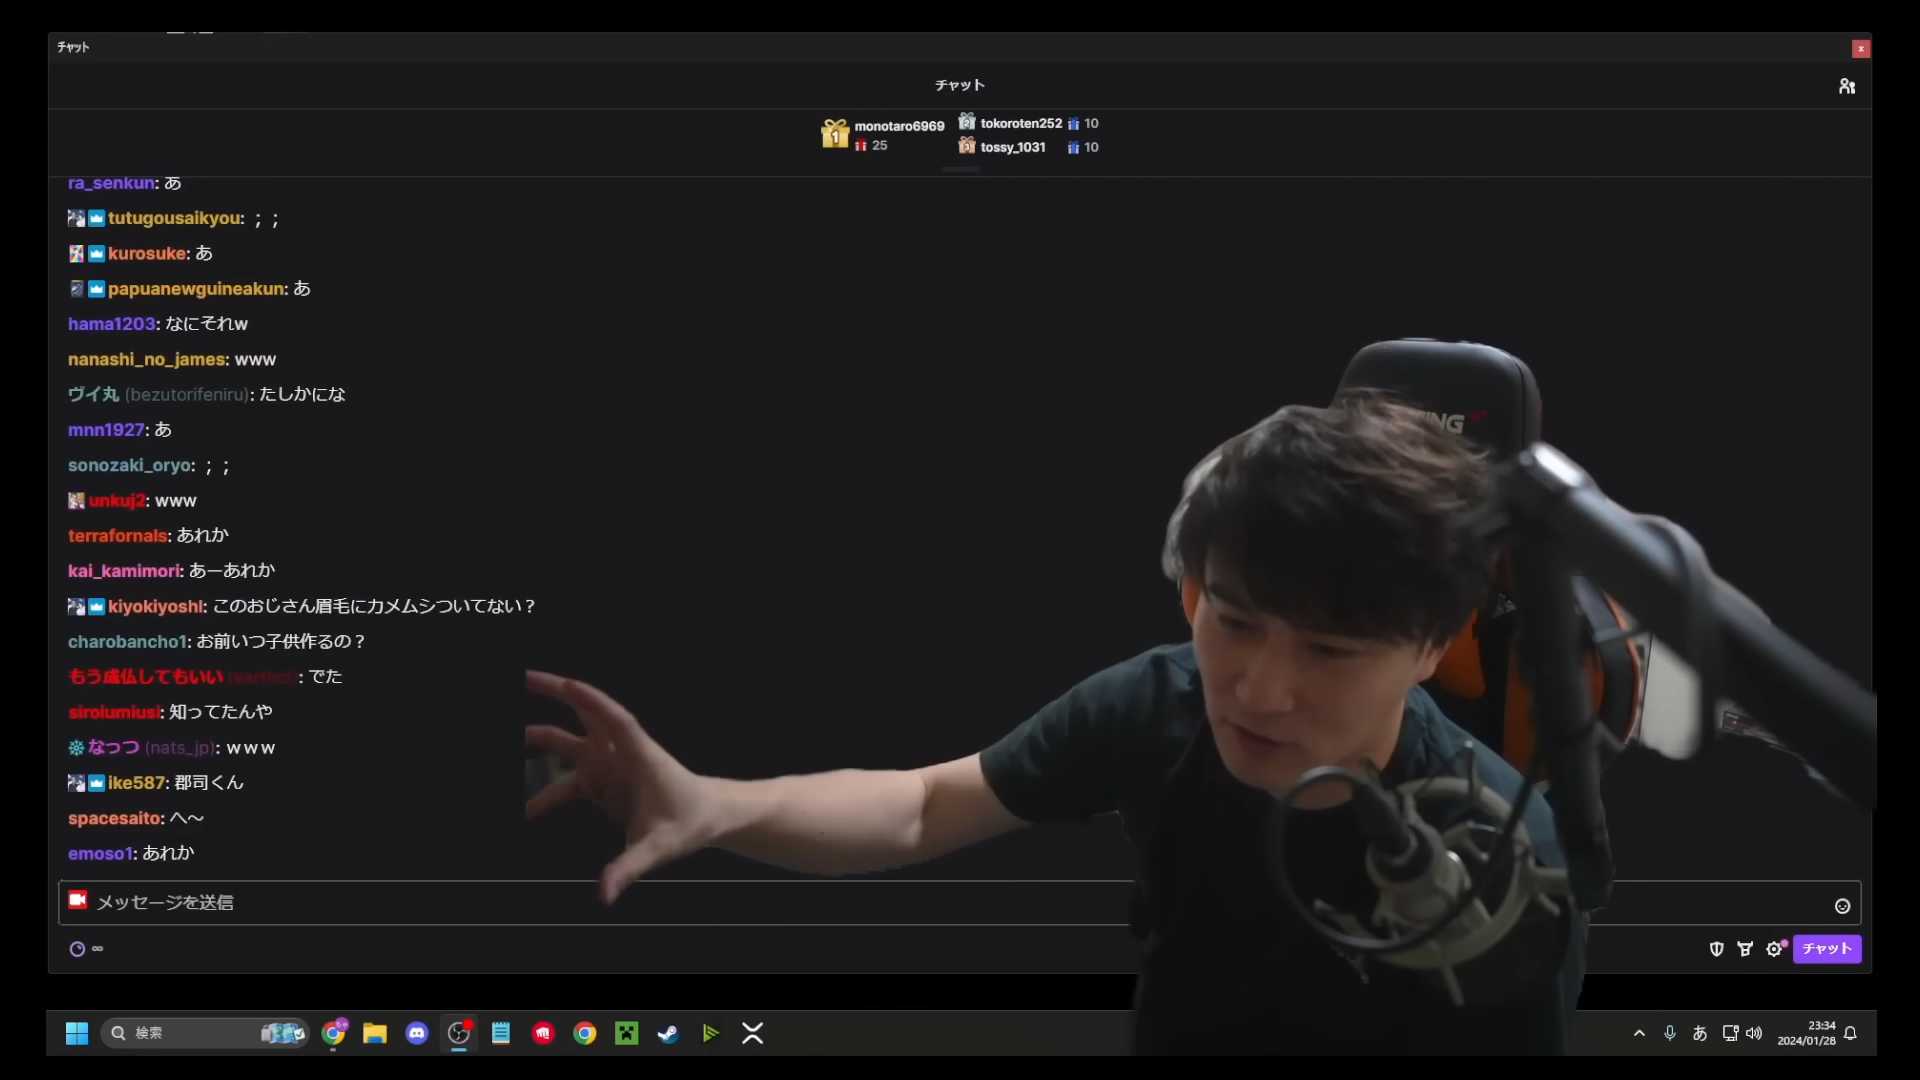 チャット
チャット
monotaro6969
25
tokoroten252 10
tossy_1031 10
ra_senkun: あ
tutugousaikyou: ；；
kurosuke: あ
papuanewguineakun: あ
hama1203: なにそれw
nanashi_no_james: www
ヴイ丸 (bezutorifeniru): たしかにな
mnn1927: あ
sonozaki_oryo: ；；
unkuj2: www
terrafornals: あれか
kai_kamimori: あーあれか
kiyokiyoshI: このおじさん眉毛にカメムシついてない？
charobancho1: お前いつ子供作るの？
もう成仏してもいい : でた
siroiumiusi: 知ってたんや
なっつ (nats_jp): ｗｗｗ
ike587: 郡司くん
spacesaito: へ〜
emoso1: あれか
メッセージを送信
∞
チャット
検索
あ
23:34
2024/01/28